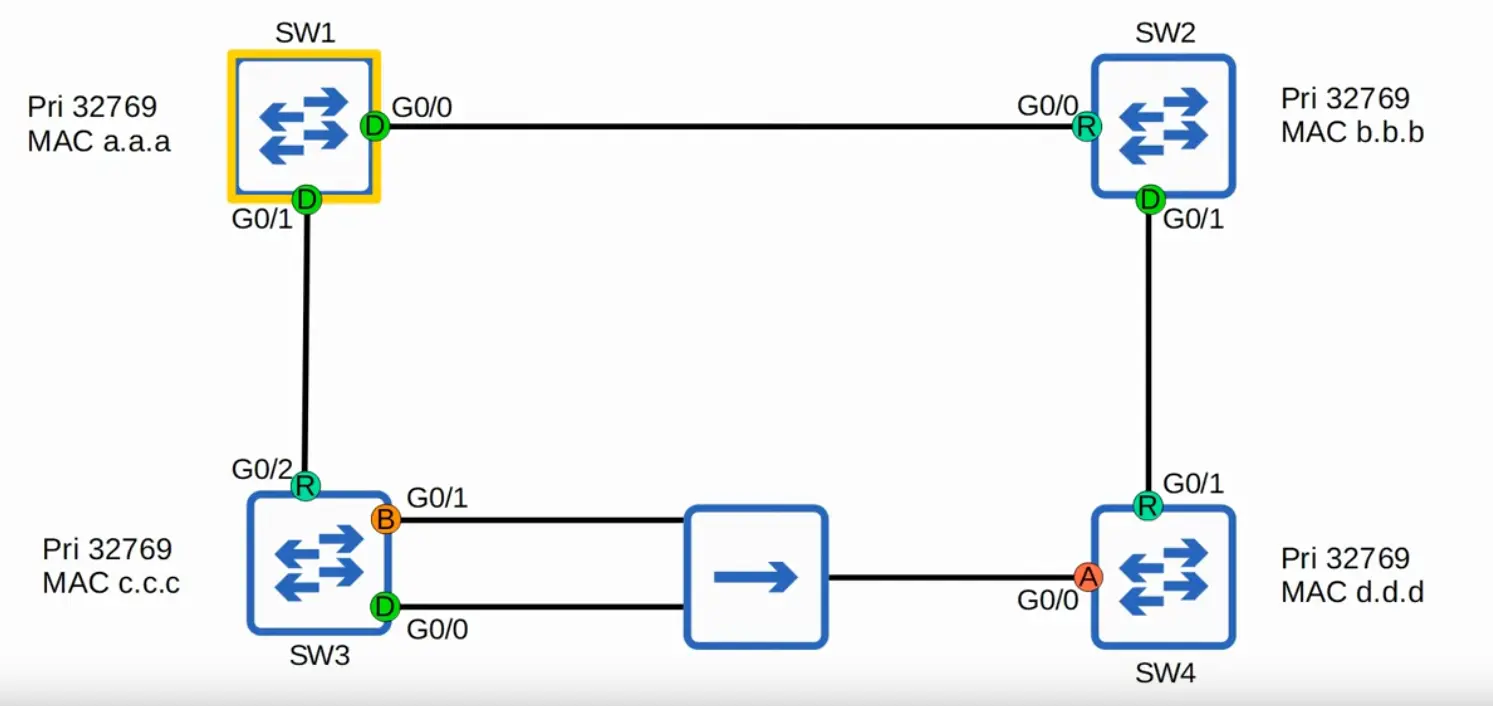 SW1
SW2
Pri 32769
MAC a.a.a
D
G0/0
G0/0
R
Pri 32769
MAC b.b.b
D
G0/1
D
G0/1
G0/2
R
G0/1
R
B
G0/1
Pri 32769
MAC c.c.c
D
G0/0
SW3
A
G0/0
Pri 32769
MAC d.d.d
SW4